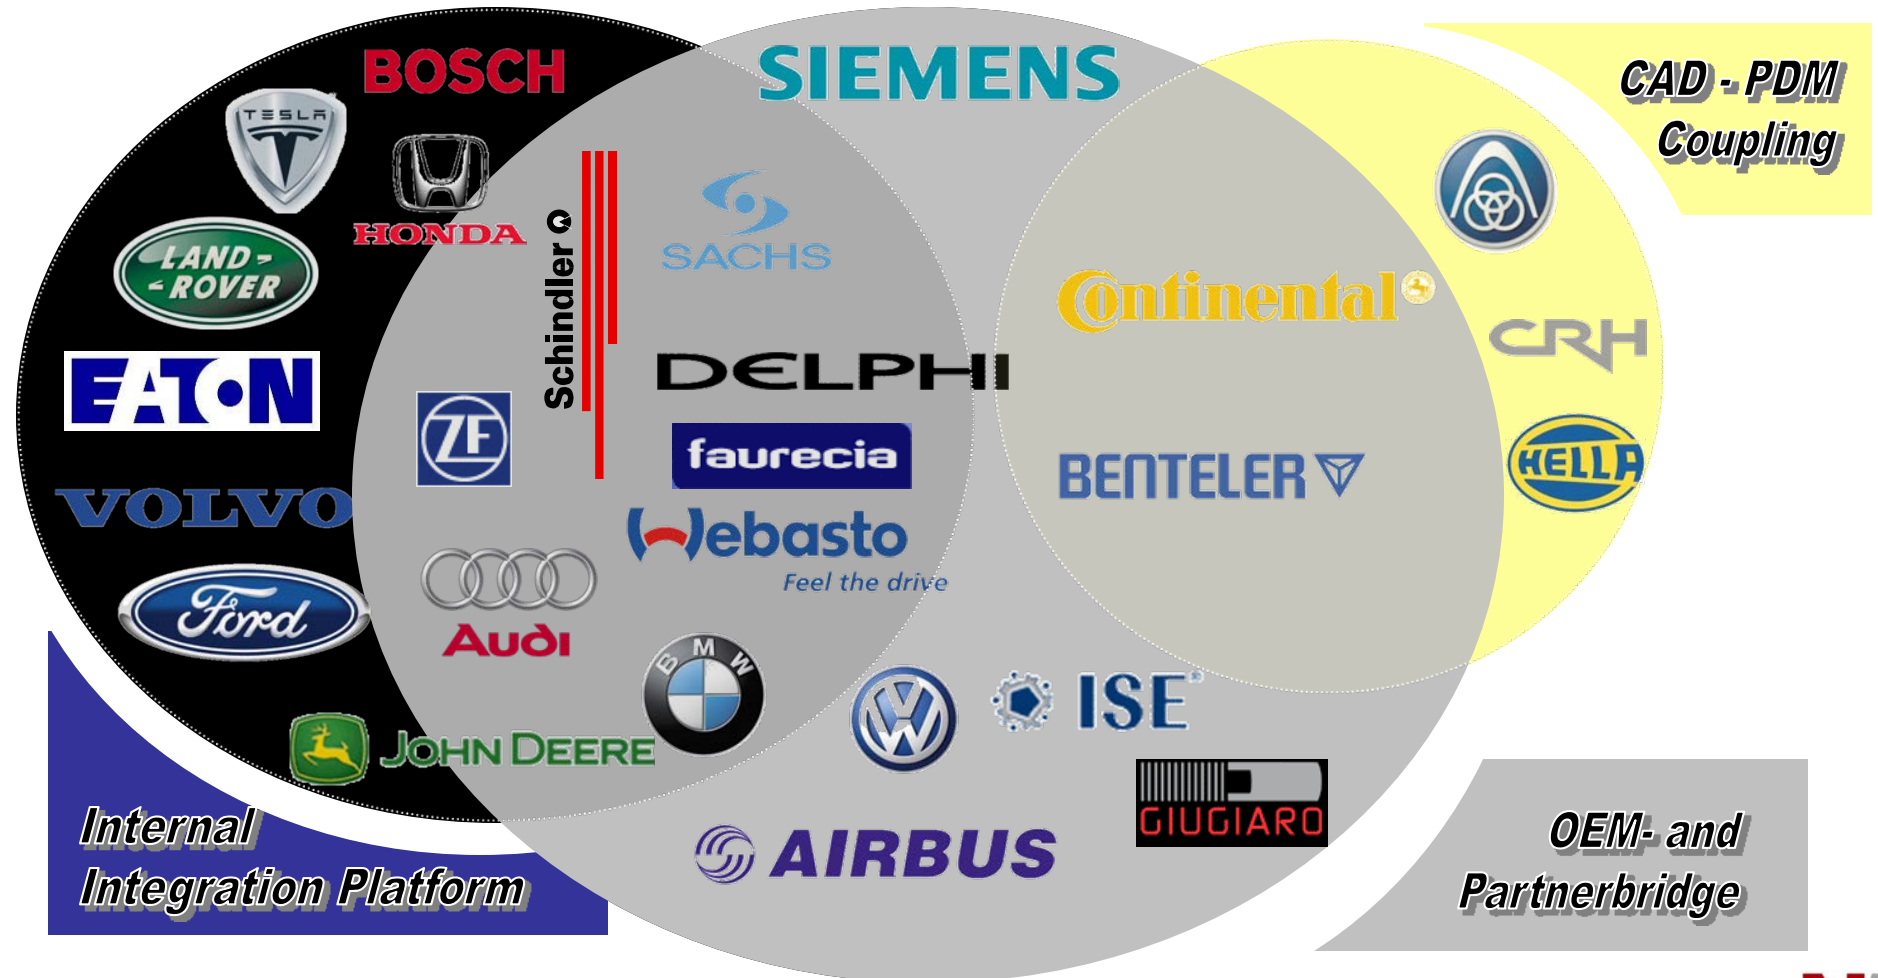 BOSCH
SIEMENS
CAD - PDM
Coupling
TESLA
HONDA
Schindler
SACHS
LAND-
-ROVER
Continental
CRH
EATON
DELPHI
ZF
faurecia
BENTELER
HELLA
VOLVO
Webasto
Feel the drive
Ford
Audi
BMW
VW
ISE®
JOHN DEERE
GIUGIARO
AIRBUS
Internal
Integration Platform
OEM- and
Partnerbridge